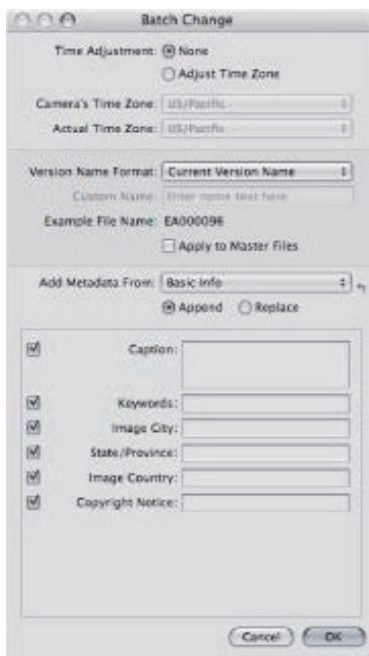 Batch Change
Time Adjustment: None
Adjust Time Zone
Camera's Time Zone: US/Pacific
Actual Time Zone: US/Pacific
Version Name Format: Current Version Name
Custom Name: Enter name text here
Example File Name: EA000096
Apply to Master Files
Add Metadata From: Basic Info
Append Replace
Caption:
Keywords:
Image City:
State/Province:
Image Country:
Copyright Notice:
Cancel OK